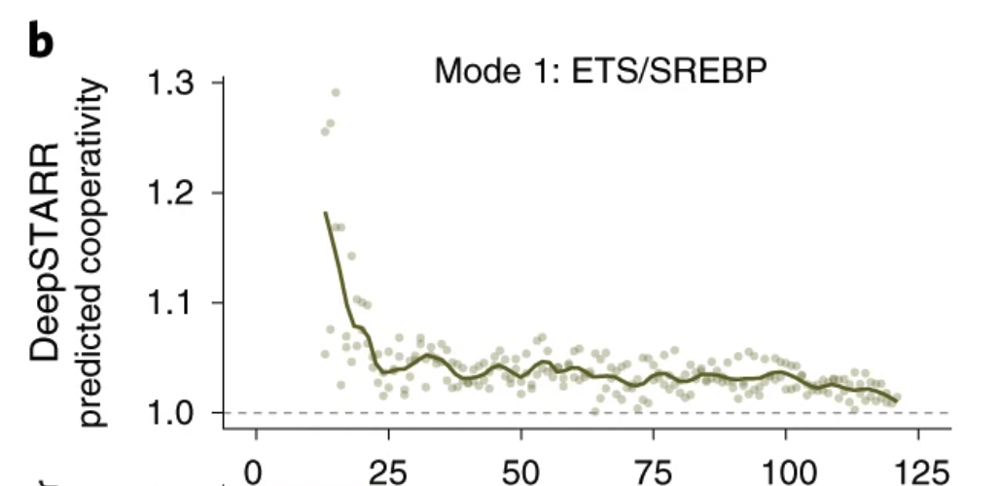 b
Mode 1: ETS/SREBP
DeepSTARR
predicted cooperativity
1.3
1.2
1.1
1.0
0 25 50 75 100 125